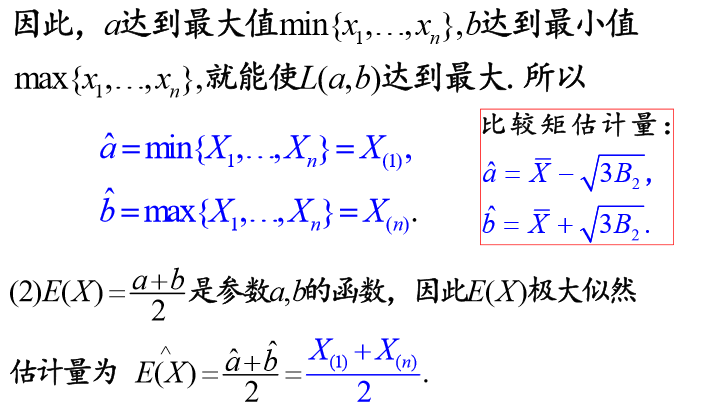 因此，a达到最大值min{x₁,…,xₙ},b达到最小值
max{x₁,…,xₙ},就能使L(a,b)达到最大.所以
â = min{X₁,…,Xₙ} = X₍₁₎,
b̂ = max{X₁,…,Xₙ} = X₍ₙ₎.
比较矩估计量：
â = X̅ − √(3B₂)，
b̂ = X̅ + √(3B₂).
(2)E(X) = (a+b)/2 是参数a,b的函数，因此E(X)极大似然
估计量为 E(X)^ = (â+b̂)/2 = (X₍₁₎ + X₍ₙ₎)/2.